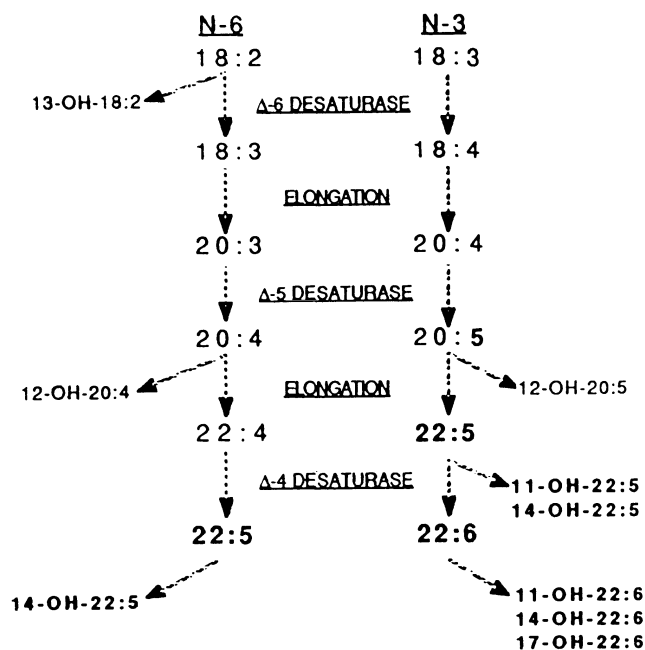 N-6 N-3
18:2 18:3
13-OH-18:2
Δ-6 DESATURASE
18:3 18:4
ELONGATION
20:3 20:4
Δ-5 DESATURASE
20:4 20:5
12-OH-20:4 12-OH-20:5
ELONGATION
22:4 22:5
Δ-4 DESATURASE
11-OH-22:5
14-OH-22:5
22:5 22:6
14-OH-22:5
11-OH-22:6
14-OH-22:6
17-OH-22:6